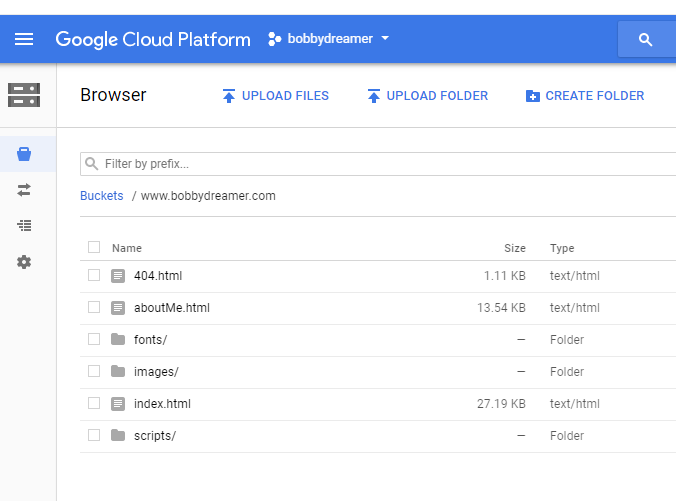 Google Cloud Platform bobbydreamer
Browser UPLOAD FILES UPLOAD FOLDER CREATE FOLDER
Filter by prefix...
Buckets / www.bobbydreamer.com
Name Size Type
404.html 1.11 KB text/html
aboutMe.html 13.54 KB text/html
fonts/ – Folder
images/ – Folder
index.html 27.19 KB text/html
scripts/ – Folder